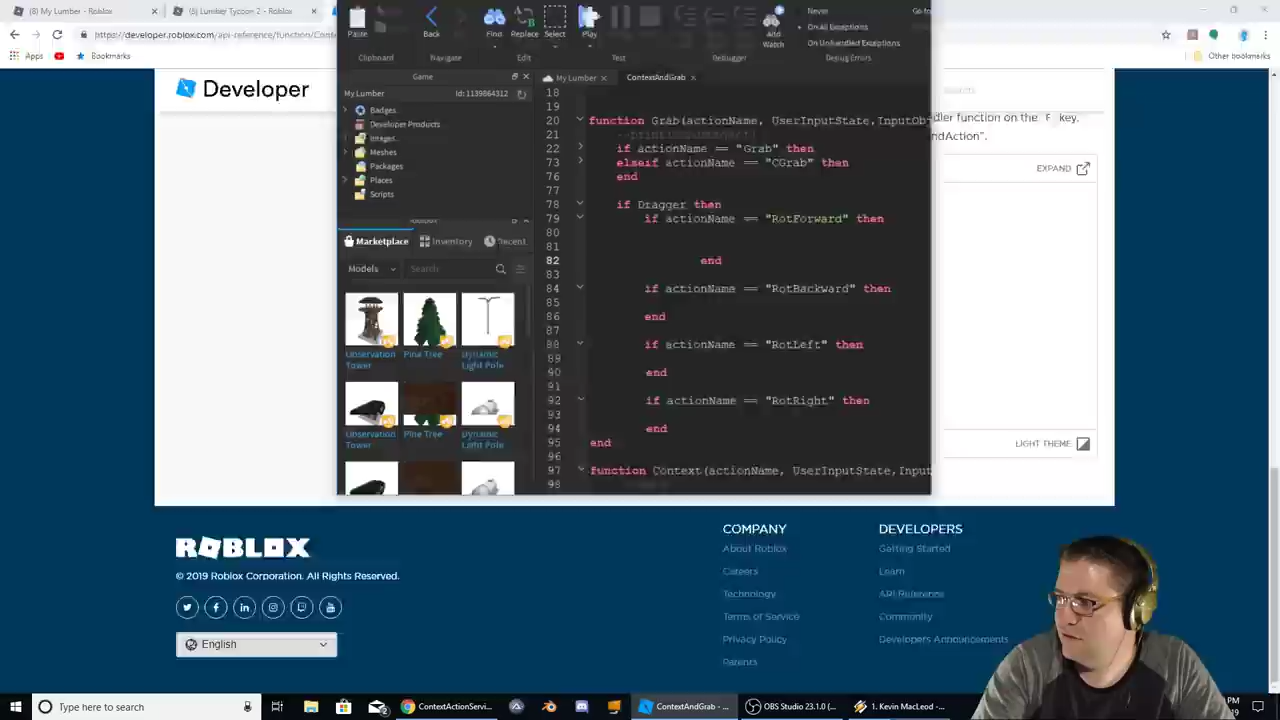 (8) My Lumber - Roblox
(5) Lumber Tycoon 2 - Roblox
https://developer.roblox.com/api-reference/function/Cont
Apps
Bookmarks
Other bookmarks
Developer
dler function on the F key.
ndAction".
EXPAND
LIGHT THEME
Paste
Back
Find
Replace
Select
Play
Add
Watch
Never
On All Exceptions
On Unhandled Exceptions
Go to
Clipboard
Navigate
Edit
Test
Debugger
Debug Errors
Game
My Lumber
Id: 1139864312
Badges
Developer Products
Images
Meshes
Packages
Places
Scripts
Toolbox
Marketplace
Inventory
Recent
Models
Search
Observation
Tower
Pine Tree
Dynamic
Light Pole
Observation
Tower
Pine Tree
Dynamic
Light Pole
My Lumber
ContextAndGrab
18
19
20 function Grab(actionName, UserInputState,InputObj
21
22 if actionName == "Grab" then
73 elseif actionName == "CGrab" then
76 end
77
78 if Dragger then
79 if actionName == "RotForward" then
80
81
82 end
83
84 if actionName == "RotBackward" then
85
86 end
87
88 if actionName == "RotLeft" then
89
90 end
91
92 if actionName == "RotRight" then
93
94 end
95 end
96
97 function Context(actionName, UserInputState,Input
98
ROBLOX
© 2019 Roblox Corporation. All Rights Reserved.
English
COMPANY
About Roblox
Careers
Technology
Terms of Service
Privacy Policy
Parents
DEVELOPERS
Getting Started
Learn
API Reference
Community
Developers Announcements
Type here to search
ContextActionServi...
ContextAndGrab - ...
OBS Studio 23.1.0 (...
1. Kevin MacLeod - ...